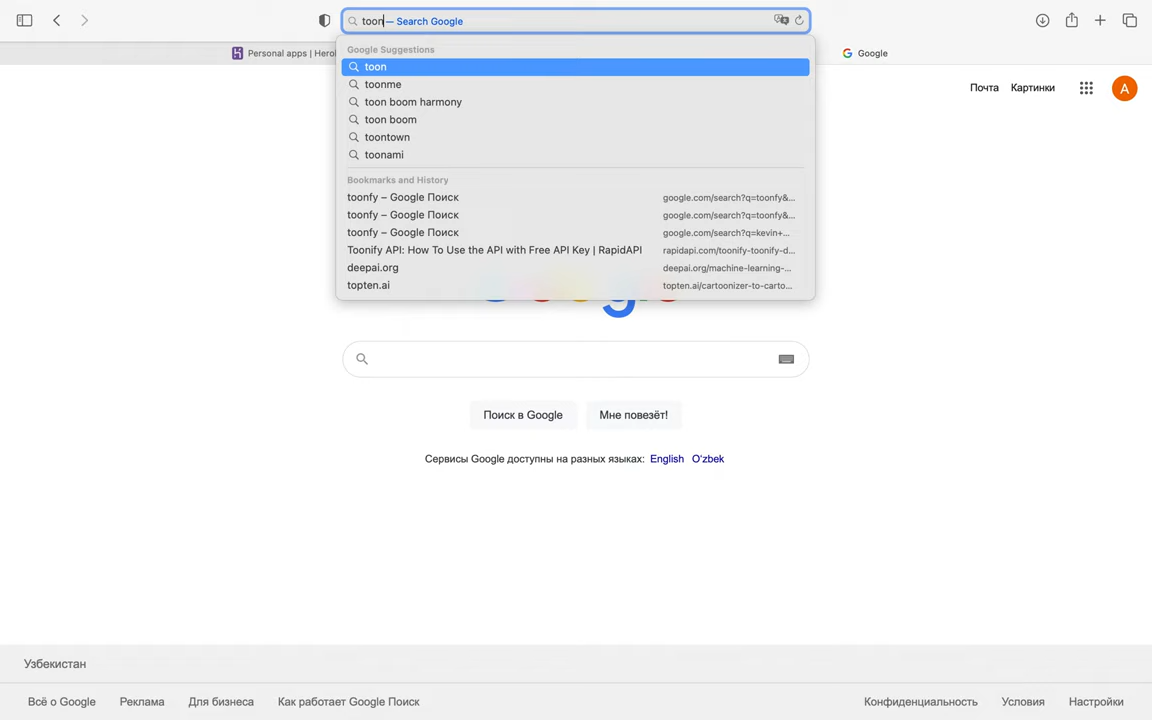 toon — Search Google
Personal apps | Hero
Google
Google Suggestions
toon
toonme
toon boom harmony
toon boom
toontown
toonami
Bookmarks and History
toonfy – Google Поиск google.com/search?q=toonfy&...
toonfy – Google Поиск google.com/search?q=toonfy&...
toonfy – Google Поиск google.com/search?q=kevin+...
Toonify API: How To Use the API with Free API Key | RapidAPI rapidapi.com/toonify-toonify-d...
deepai.org deepai.org/machine-learning-...
topten.ai topten.ai/cartoonizer-to-carto...
Почта Картинки
A
Поиск в Google Мне повезёт!
Сервисы Google доступны на разных языках: English Oʻzbek
Узбекистан
Всё о Google Реклама Для бизнеса Как работает Google Поиск Конфиденциальность Условия Настройки